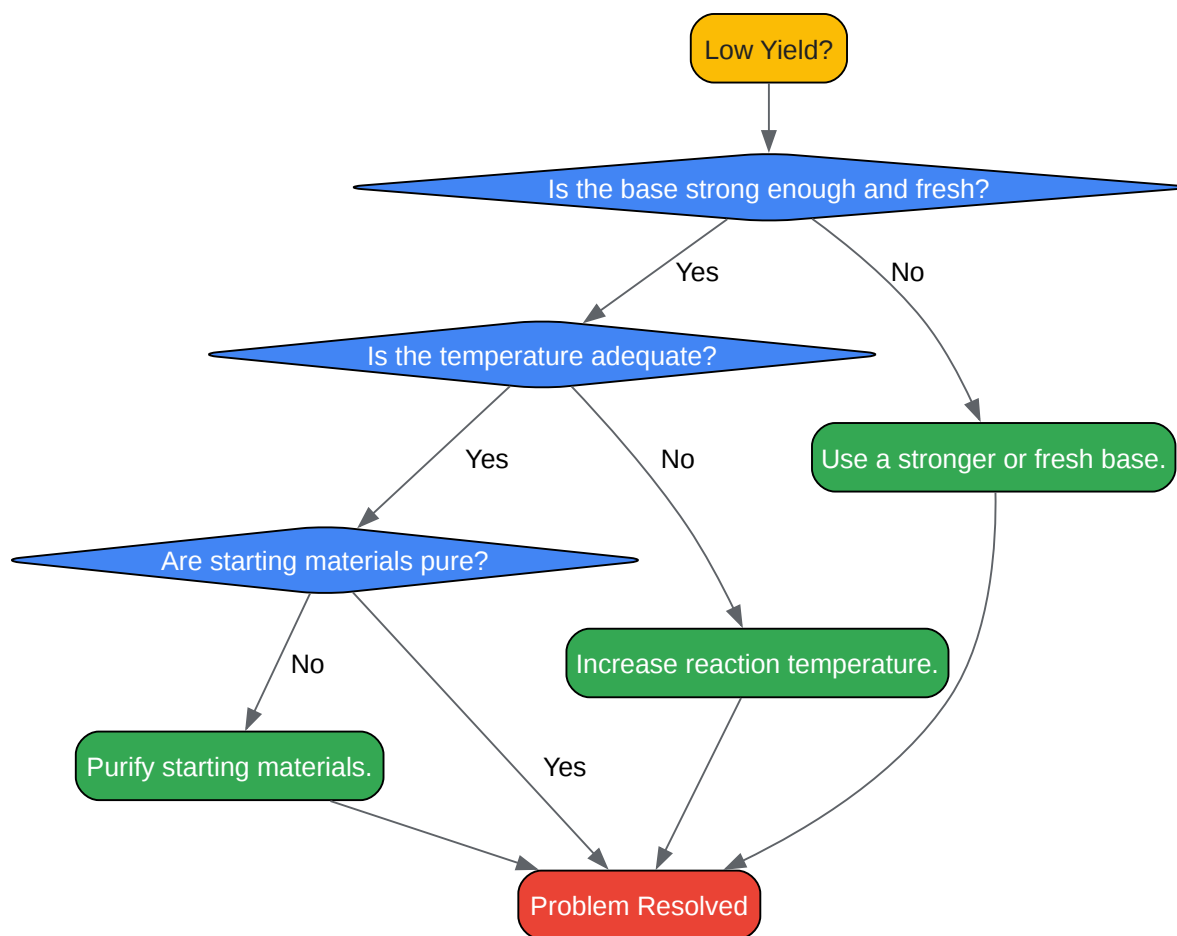 Low Yield?
Is the base strong enough and fresh?
Yes
No
Is the temperature adequate?
Use a stronger or fresh base.
Yes
No
Are starting materials pure?
No
Increase reaction temperature.
Purify starting materials.
Yes
Problem Resolved